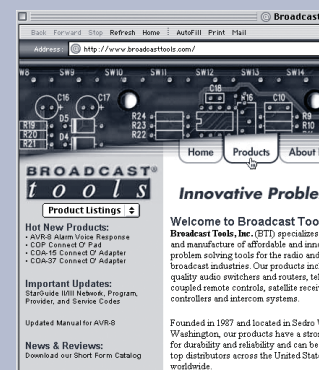 Broadcast
Back Forward Stop Refresh Home AutoFill Print Mail
Address: @ http://www.broadcasttools.com/
SW9 SW10 SW11 SW12 SW13 SW14
C16 C17 C18 C10
R19 D5 R24 R9
R20 R23 R10
R21 D4 R22
Home Products About
BROADCAST®
tools
Product Listings
Innovative Proble
Hot New Products:
• AVR-8 Alarm Voice Response
• COP Connect O' Pad
• COA-15 Connect O' Adapter
• COA-37 Connect O' Adapter
Important Updates:
StarGuide II/III Network, Program,
Provider, and Service Codes
Updated Manual for AVR-8
News & Reviews:
Download our Short Form Catalog
Welcome to Broadcast Too
Broadcast Tools, Inc. (BTI) specializes
and manufacture of affordable and inno
problem solving tools for the radio and
broadcast industries. Our products incl
quality audio switchers and routers, tel
coupled remote controls, satellite recei
controllers and intercom systems.
Founded in 1987 and located in Sedro W
Washington, our products have a stron
for durability and reliability and can be
top distributors across the United State
worldwide.